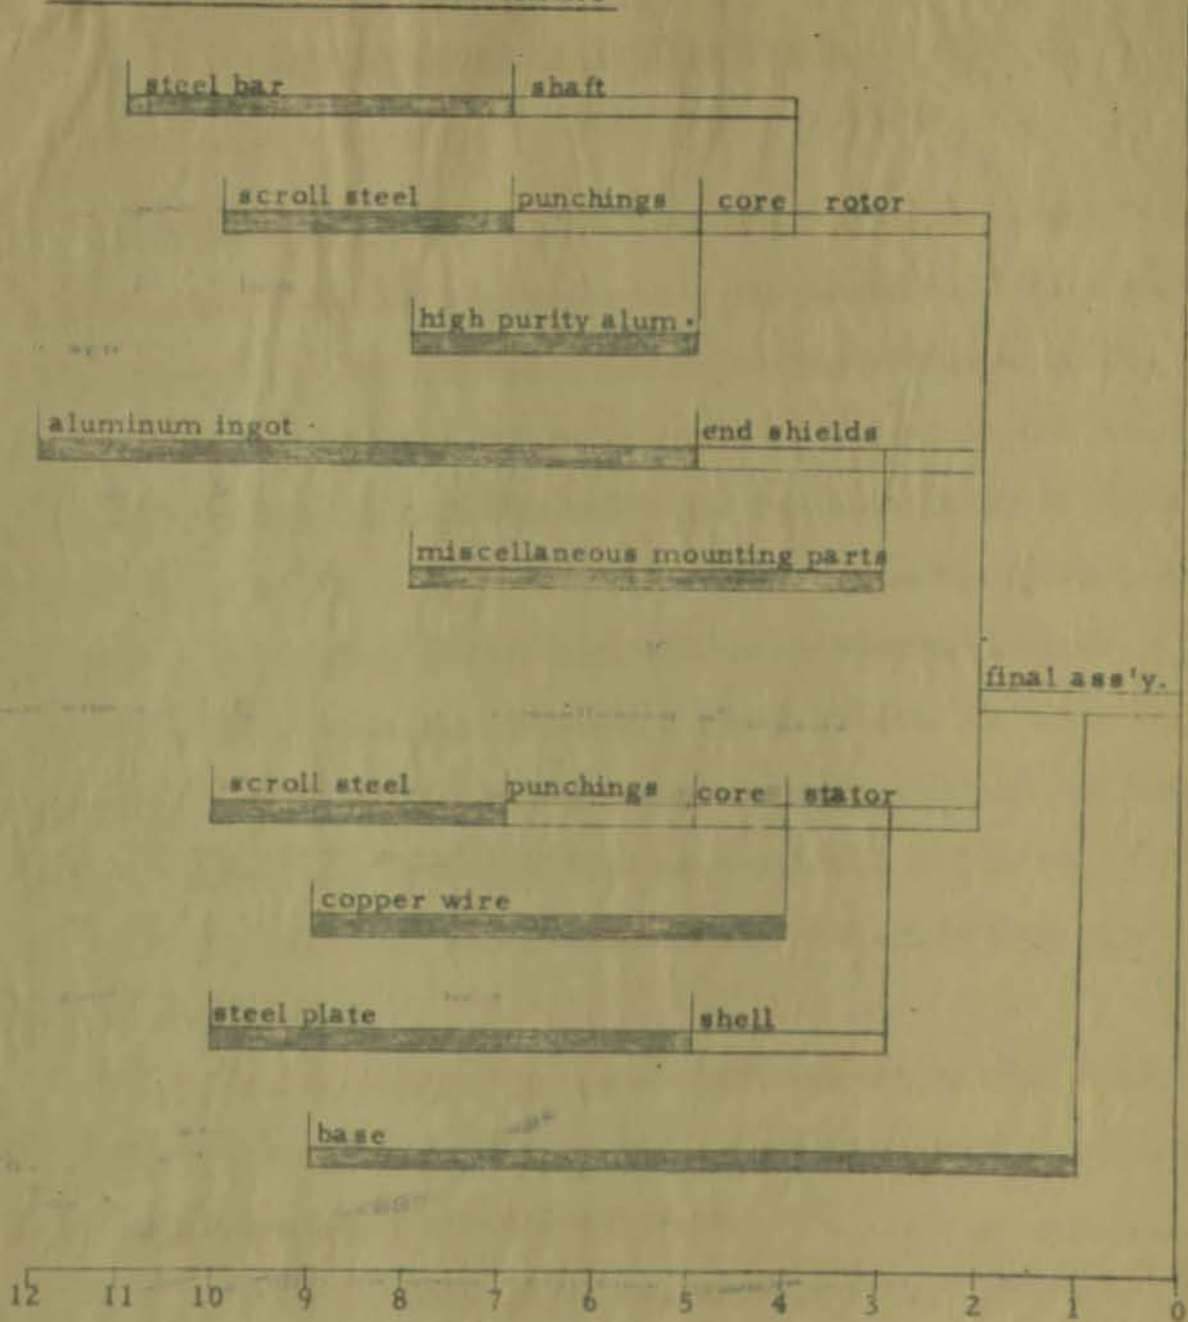 steel bar shaft
scroll steel punchings core rotor
high purity alum.
aluminum ingot end shields
miscellaneous mounting parts
final ass'y.
scroll steel punchings core stator
copper wire
steel plate shell
base
12 11 10 9 8 7 6 5 4 3 2 1 0